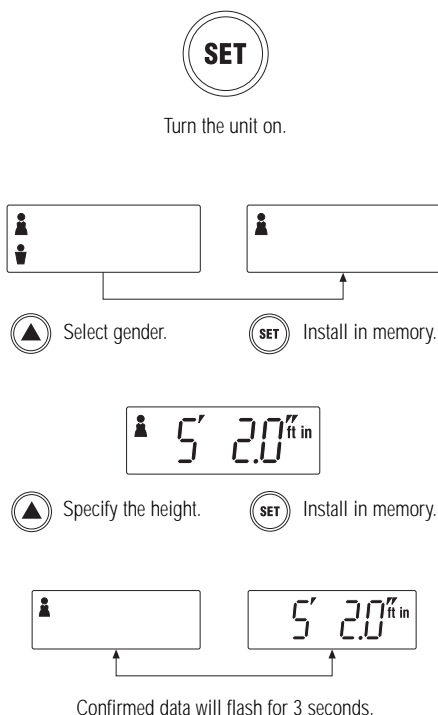 SET
Turn the unit on.
Select gender.
SET Install in memory.
5' 2.0" ft in
Specify the height.
SET Install in memory.
5' 2.0" ft in
Confirmed data will flash for 3 seconds.